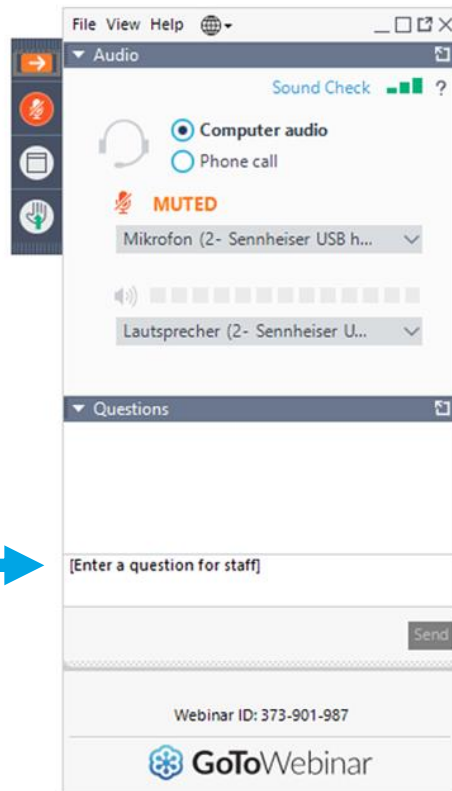 File View Help
Audio
Sound Check ?
Computer audio
Phone call
MUTED
Mikrofon (2- Sennheiser USB h...
Lautsprecher (2- Sennheiser U...
Questions
[Enter a question for staff]
Send
Webinar ID: 373-901-987
GoToWebinar